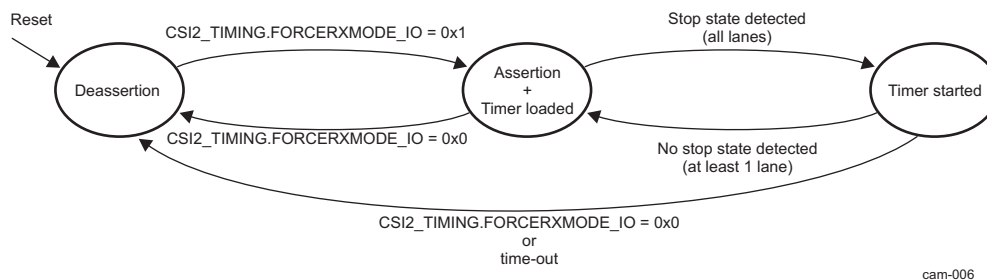 Reset
CSI2_TIMING.FORCERXMODE_IO = 0x1
Stop state detected
(all lanes)
Deassertion
Assertion
+
Timer loaded
Timer started
CSI2_TIMING.FORCERXMODE_IO = 0x0
No stop state detected
(at least 1 lane)
CSI2_TIMING.FORCERXMODE_IO = 0x0
or
time-out
cam-006